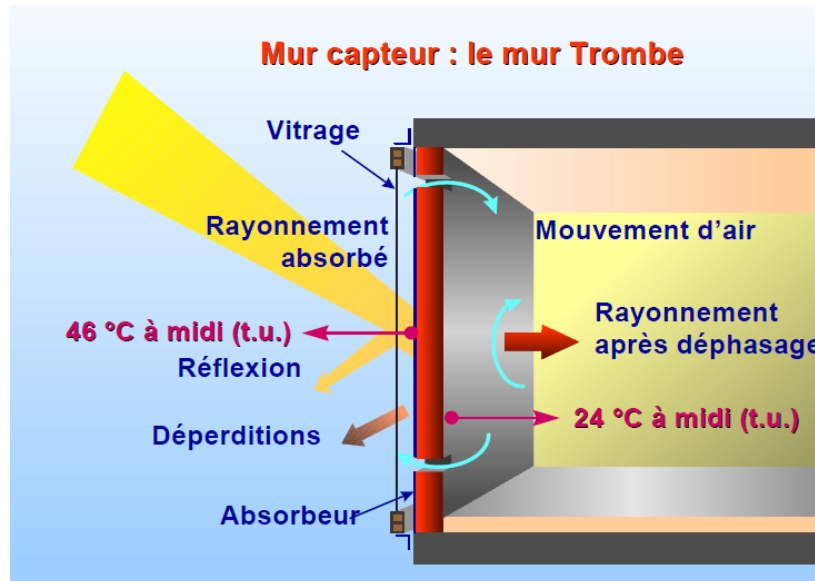 Mur capteur : le mur Trombe
Vitrage
Rayonnement
absorbé
Mouvement d'air
46 °C à midi (t.u.)
Rayonnement
après déphasage
Réflexion
24 °C à midi (t.u.)
Déperditions
Absorbeur